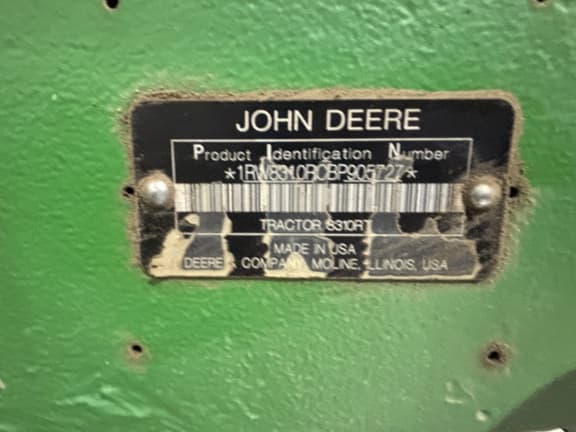 JOHN DEERE
Product Identification Number
*1RW8310RCBP905727*
TRACTOR 8310RT
MADE IN USA
DEERE & COMPANY MOLINE, ILLINOIS, USA